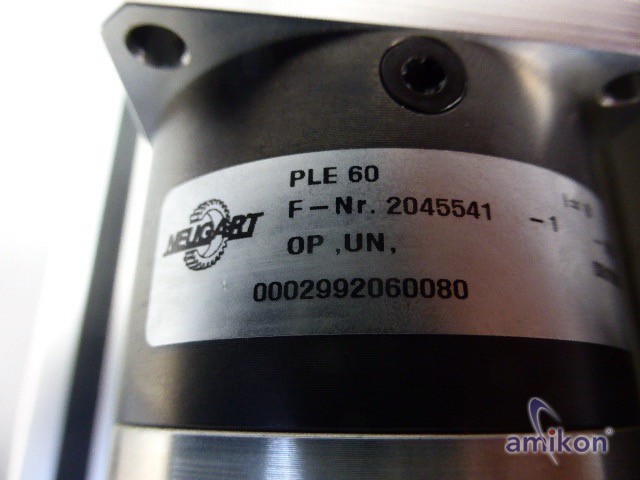 PLE 60
NEUGART
F-Nr. 2045541 -1
OP ,UN,
0002992060080
amikon